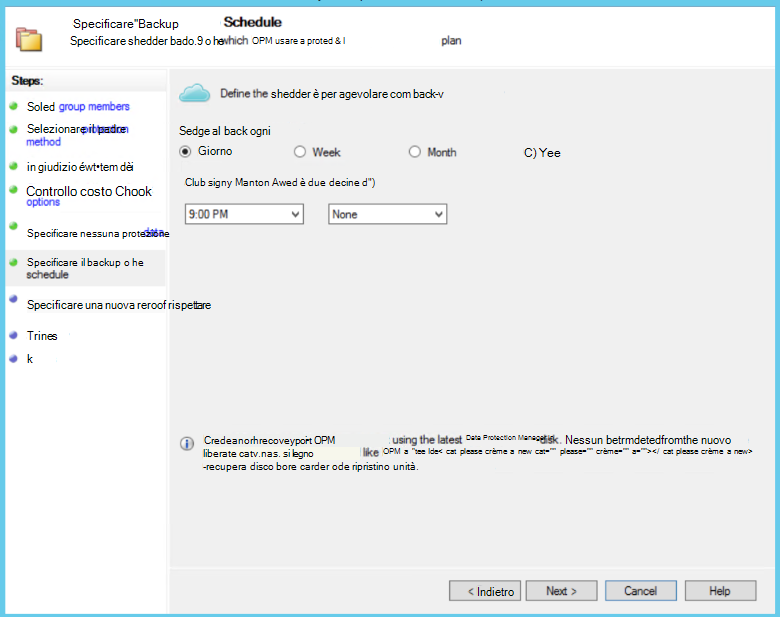 Specificare"Backup Schedule
Specificare shedder bado.9 o he which OPM usare a proted & l plan
Steps:
Soled group members
Selezionare il padre
method
in giudizio éwt•tem dèi
Controllo costo Chook
options
Specificare nessuna protezione data
Specificare il backup o he
schedule
Specificare una nuova reroof rispettare
Trines
k
Define the shedder è per agevolare com back-v
Sedge al back ogni
Giorno Week Month C) Yee
Club signy Manton Awed è due decine d")
9:00 PM None
Credeanorhrecoveyport OPM using the latest Data Protection Manager disk. Nessun betrmdetedfromthe nuovo
liberate catv.nas. si legno like OPM a "tee Ide< cat please crème a new cat="" please="" crème="" a=""></ cat please crème a new>
-recupera disco bore carder ode ripristino unità.
< Indietro Next > Cancel Help